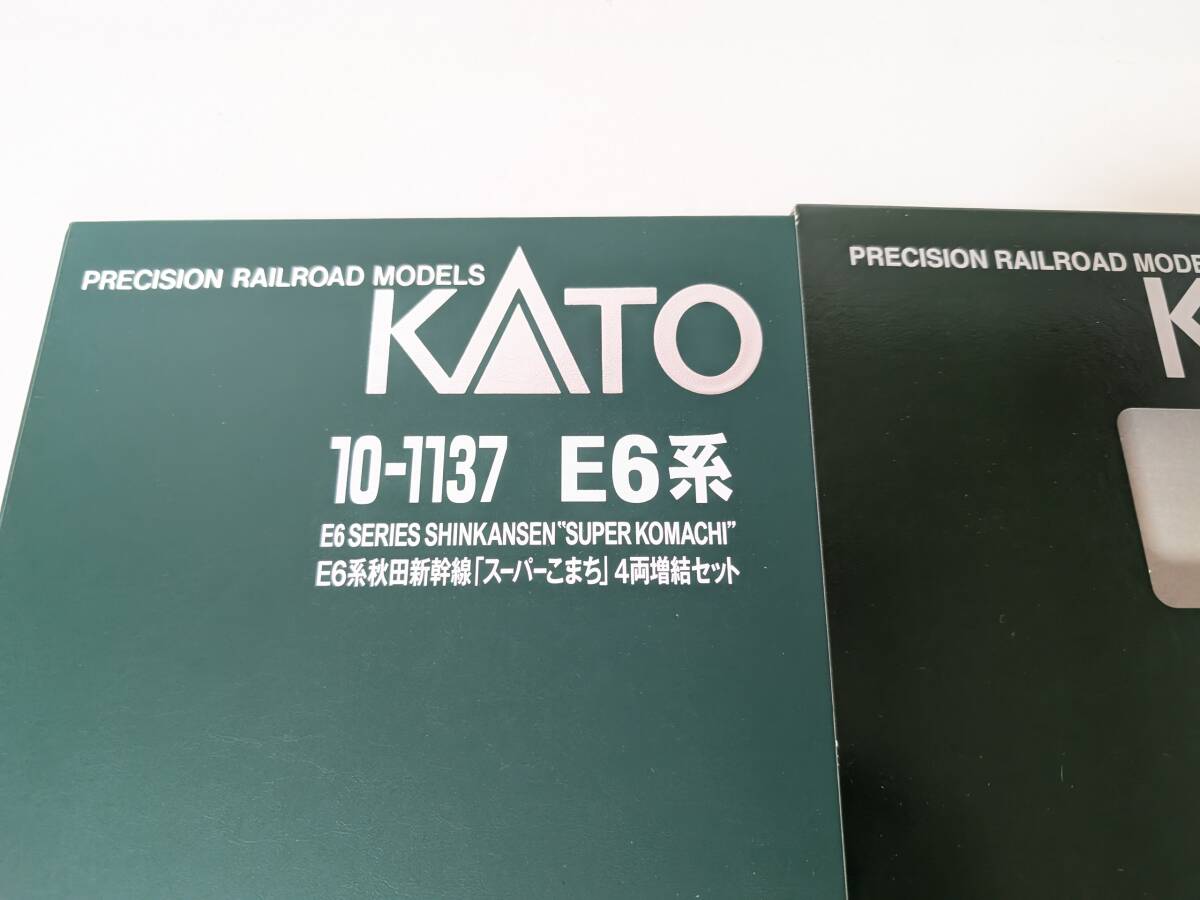 PRECISION RAILROAD MODELS
KATO
10-1137 E6系
E6 SERIES SHINKANSEN “SUPER KOMACHI”
E6系秋田新幹線「スーパーこまち」4両増結セット
PRECISION RAILROAD MODE
K